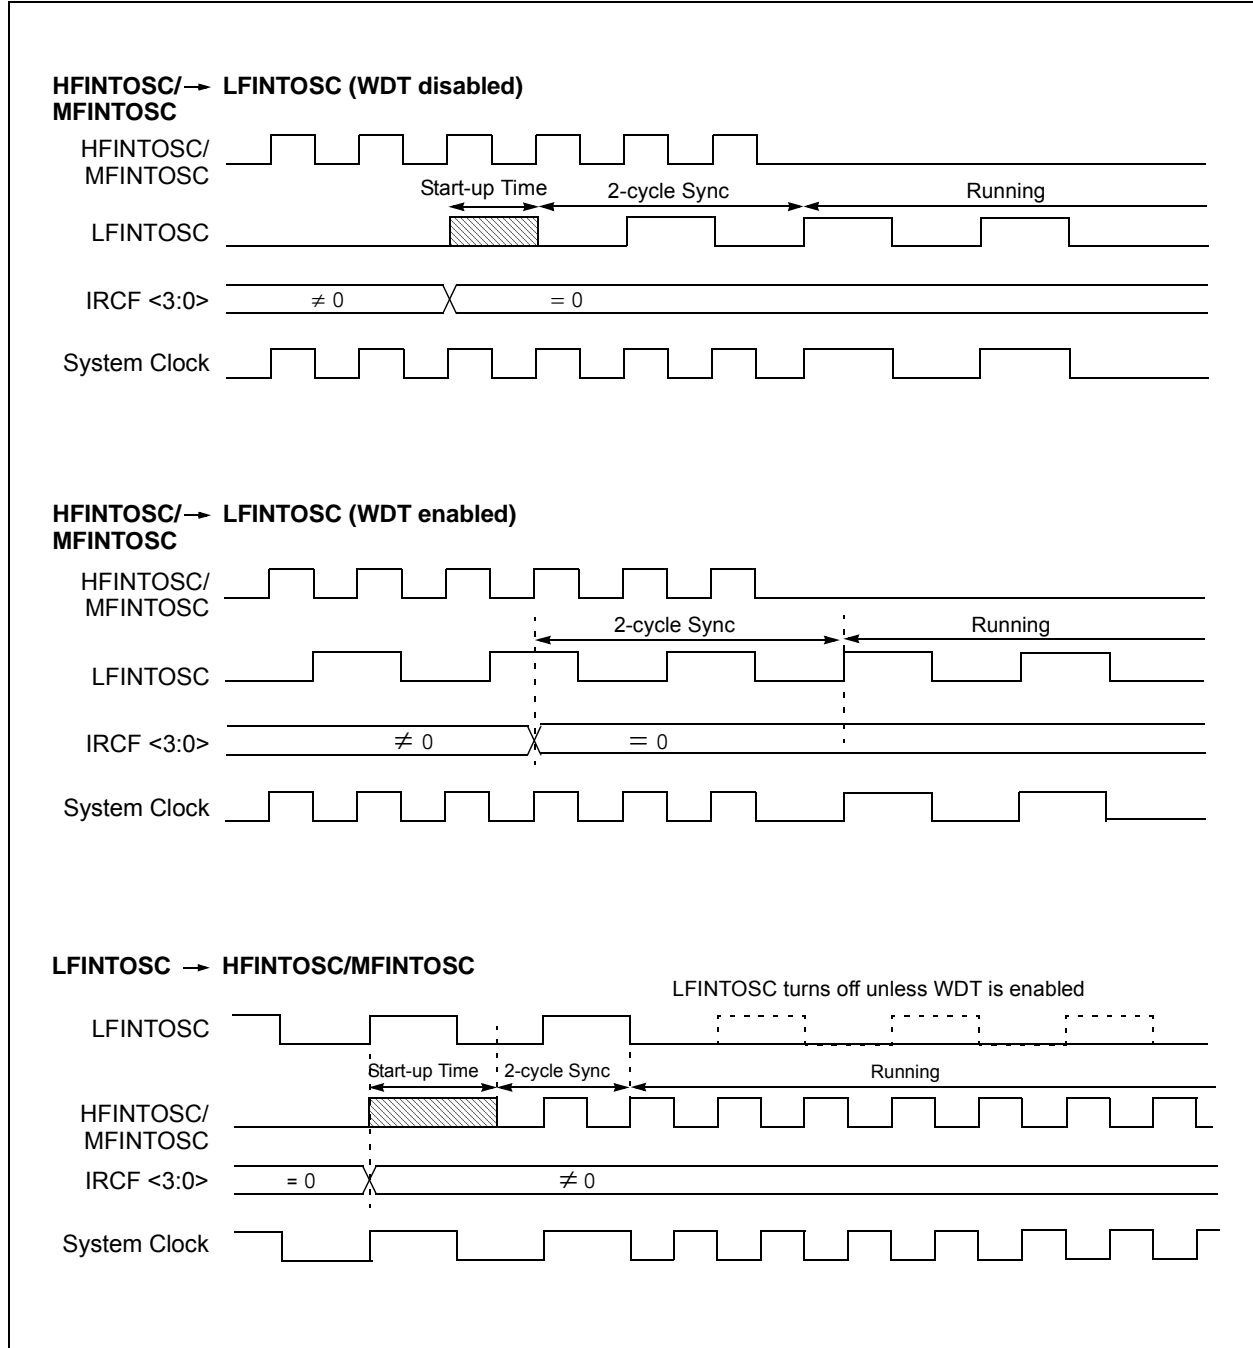 HFINTOSC/→ LFINTOSC (WDT disabled)
MFINTOSC
HFINTOSC/
MFINTOSC
Start-up Time 2-cycle Sync Running
LFINTOSC
IRCF <3:0> ≠ 0 = 0
System Clock
HFINTOSC/→ LFINTOSC (WDT enabled)
MFINTOSC
HFINTOSC/
MFINTOSC
2-cycle Sync Running
LFINTOSC
IRCF <3:0> ≠ 0 = 0
System Clock
LFINTOSC → HFINTOSC/MFINTOSC
LFINTOSC turns off unless WDT is enabled
LFINTOSC
Start-up Time 2-cycle Sync Running
HFINTOSC/
MFINTOSC
IRCF <3:0> = 0 ≠ 0
System Clock